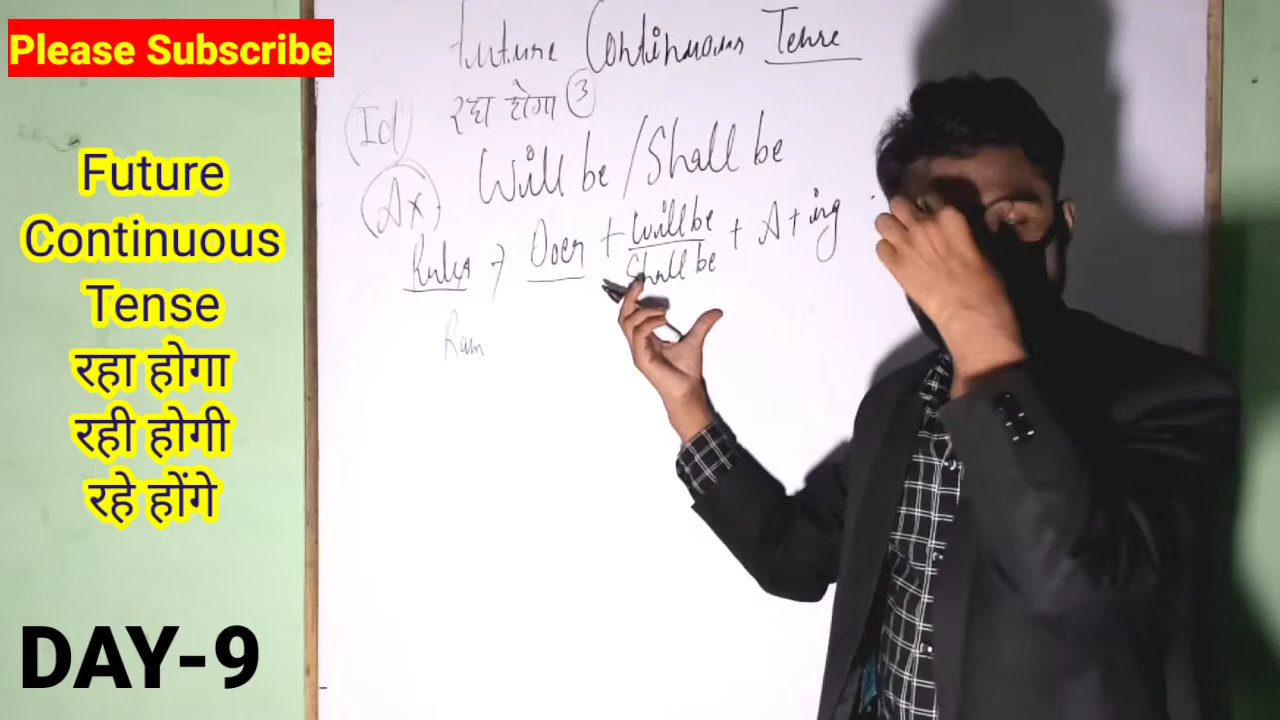 Please Subscribe
Future
Continuous
Tense
रहा होगा
रही होगी
रहे होंगे
DAY-9
Future Continuous Tense
रहा होगा ③
Id
Will be / Shall be
Ax
Rules → Doer + Will be / Shall be + A + ing
Ram